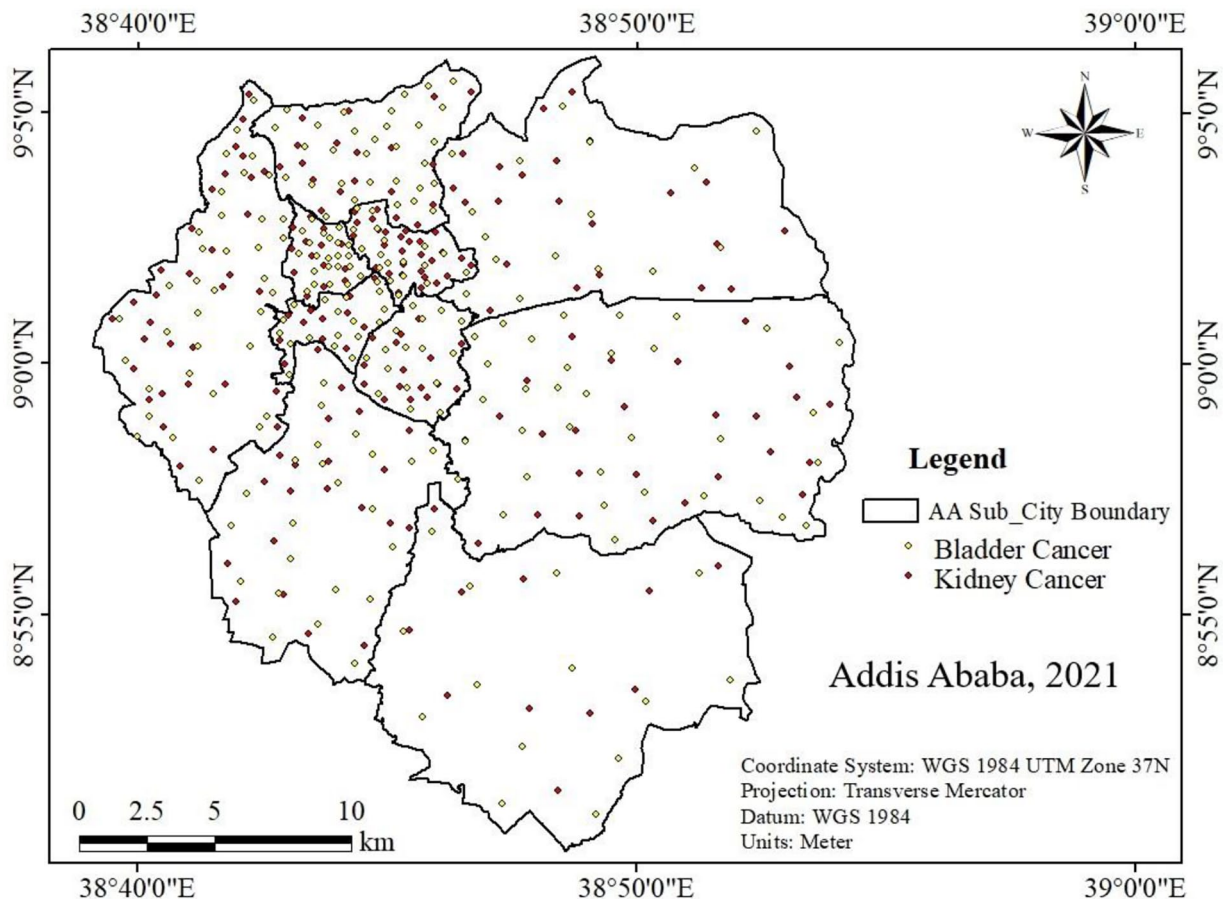 38°40'0"E 38°50'0"E 39°0'0"E
9°5'0"N 9°5'0"N
N
W E
S
9°0'0"N 9°0'0"N
Legend
AA Sub_City Boundary
Bladder Cancer
Kidney Cancer
8°55'0"N 8°55'0"N
Addis Ababa, 2021
Coordinate System: WGS 1984 UTM Zone 37N
Projection: Transverse Mercator
Datum: WGS 1984
Units: Meter
0 2.5 5 10
km
38°40'0"E 38°50'0"E 39°0'0"E